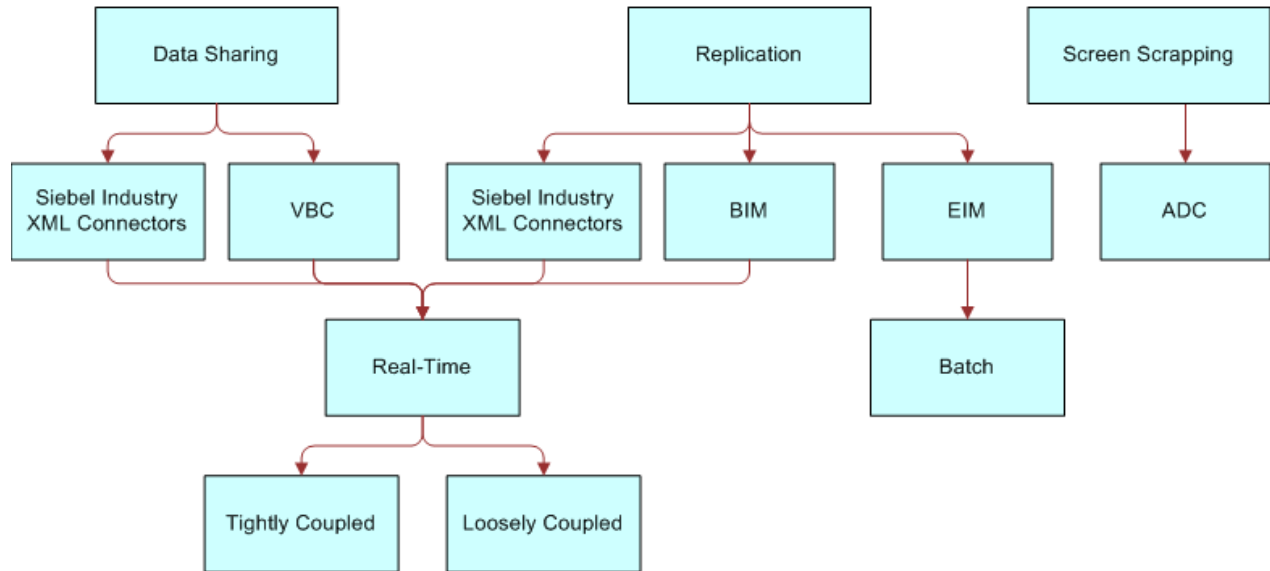 Data Sharing
Replication
Screen Scrapping
Siebel Industry
XML Connectors
VBC
Siebel Industry
XML Connectors
BIM
EIM
ADC
Real-Time
Batch
Tightly Coupled
Loosely Coupled